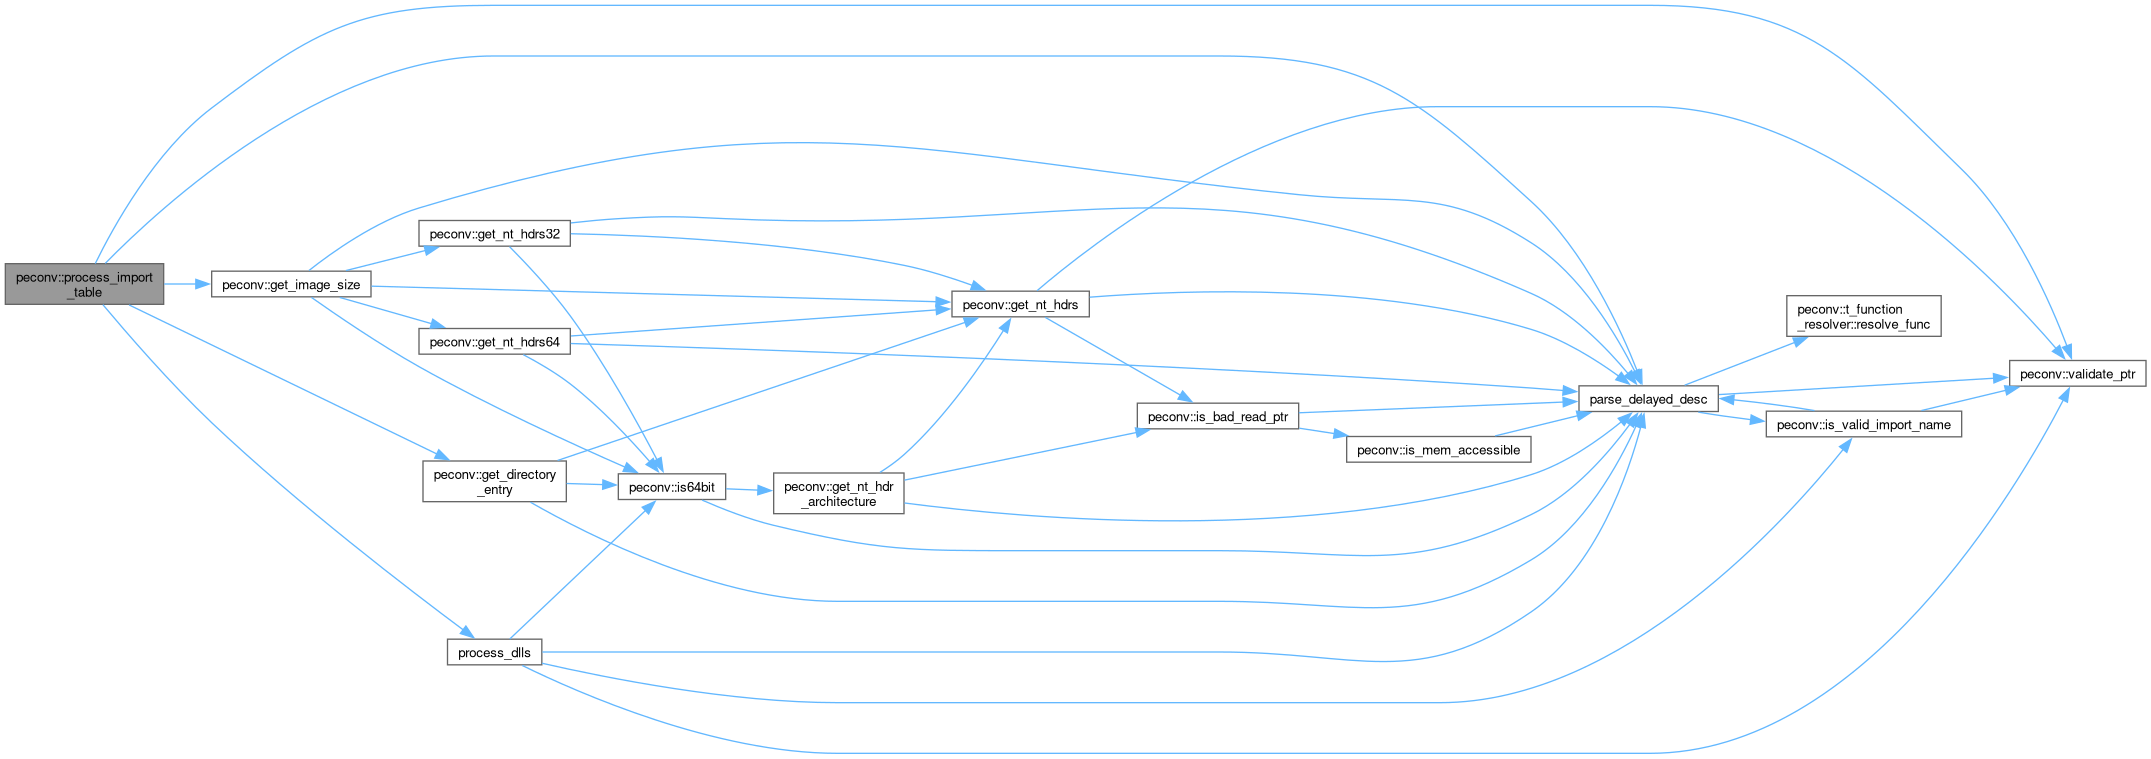 peconv::process_import
_table
peconv::get_image_size
peconv::get_nt_hdrs32
peconv::get_nt_hdrs64
peconv::get_directory
_entry
process_dlls
peconv::is64bit
peconv::get_nt_hdr
_architecture
peconv::get_nt_hdrs
peconv::is_bad_read_ptr
peconv::is_mem_accessible
parse_delayed_desc
peconv::t_function
_resolver::resolve_func
peconv::is_valid_import_name
peconv::validate_ptr